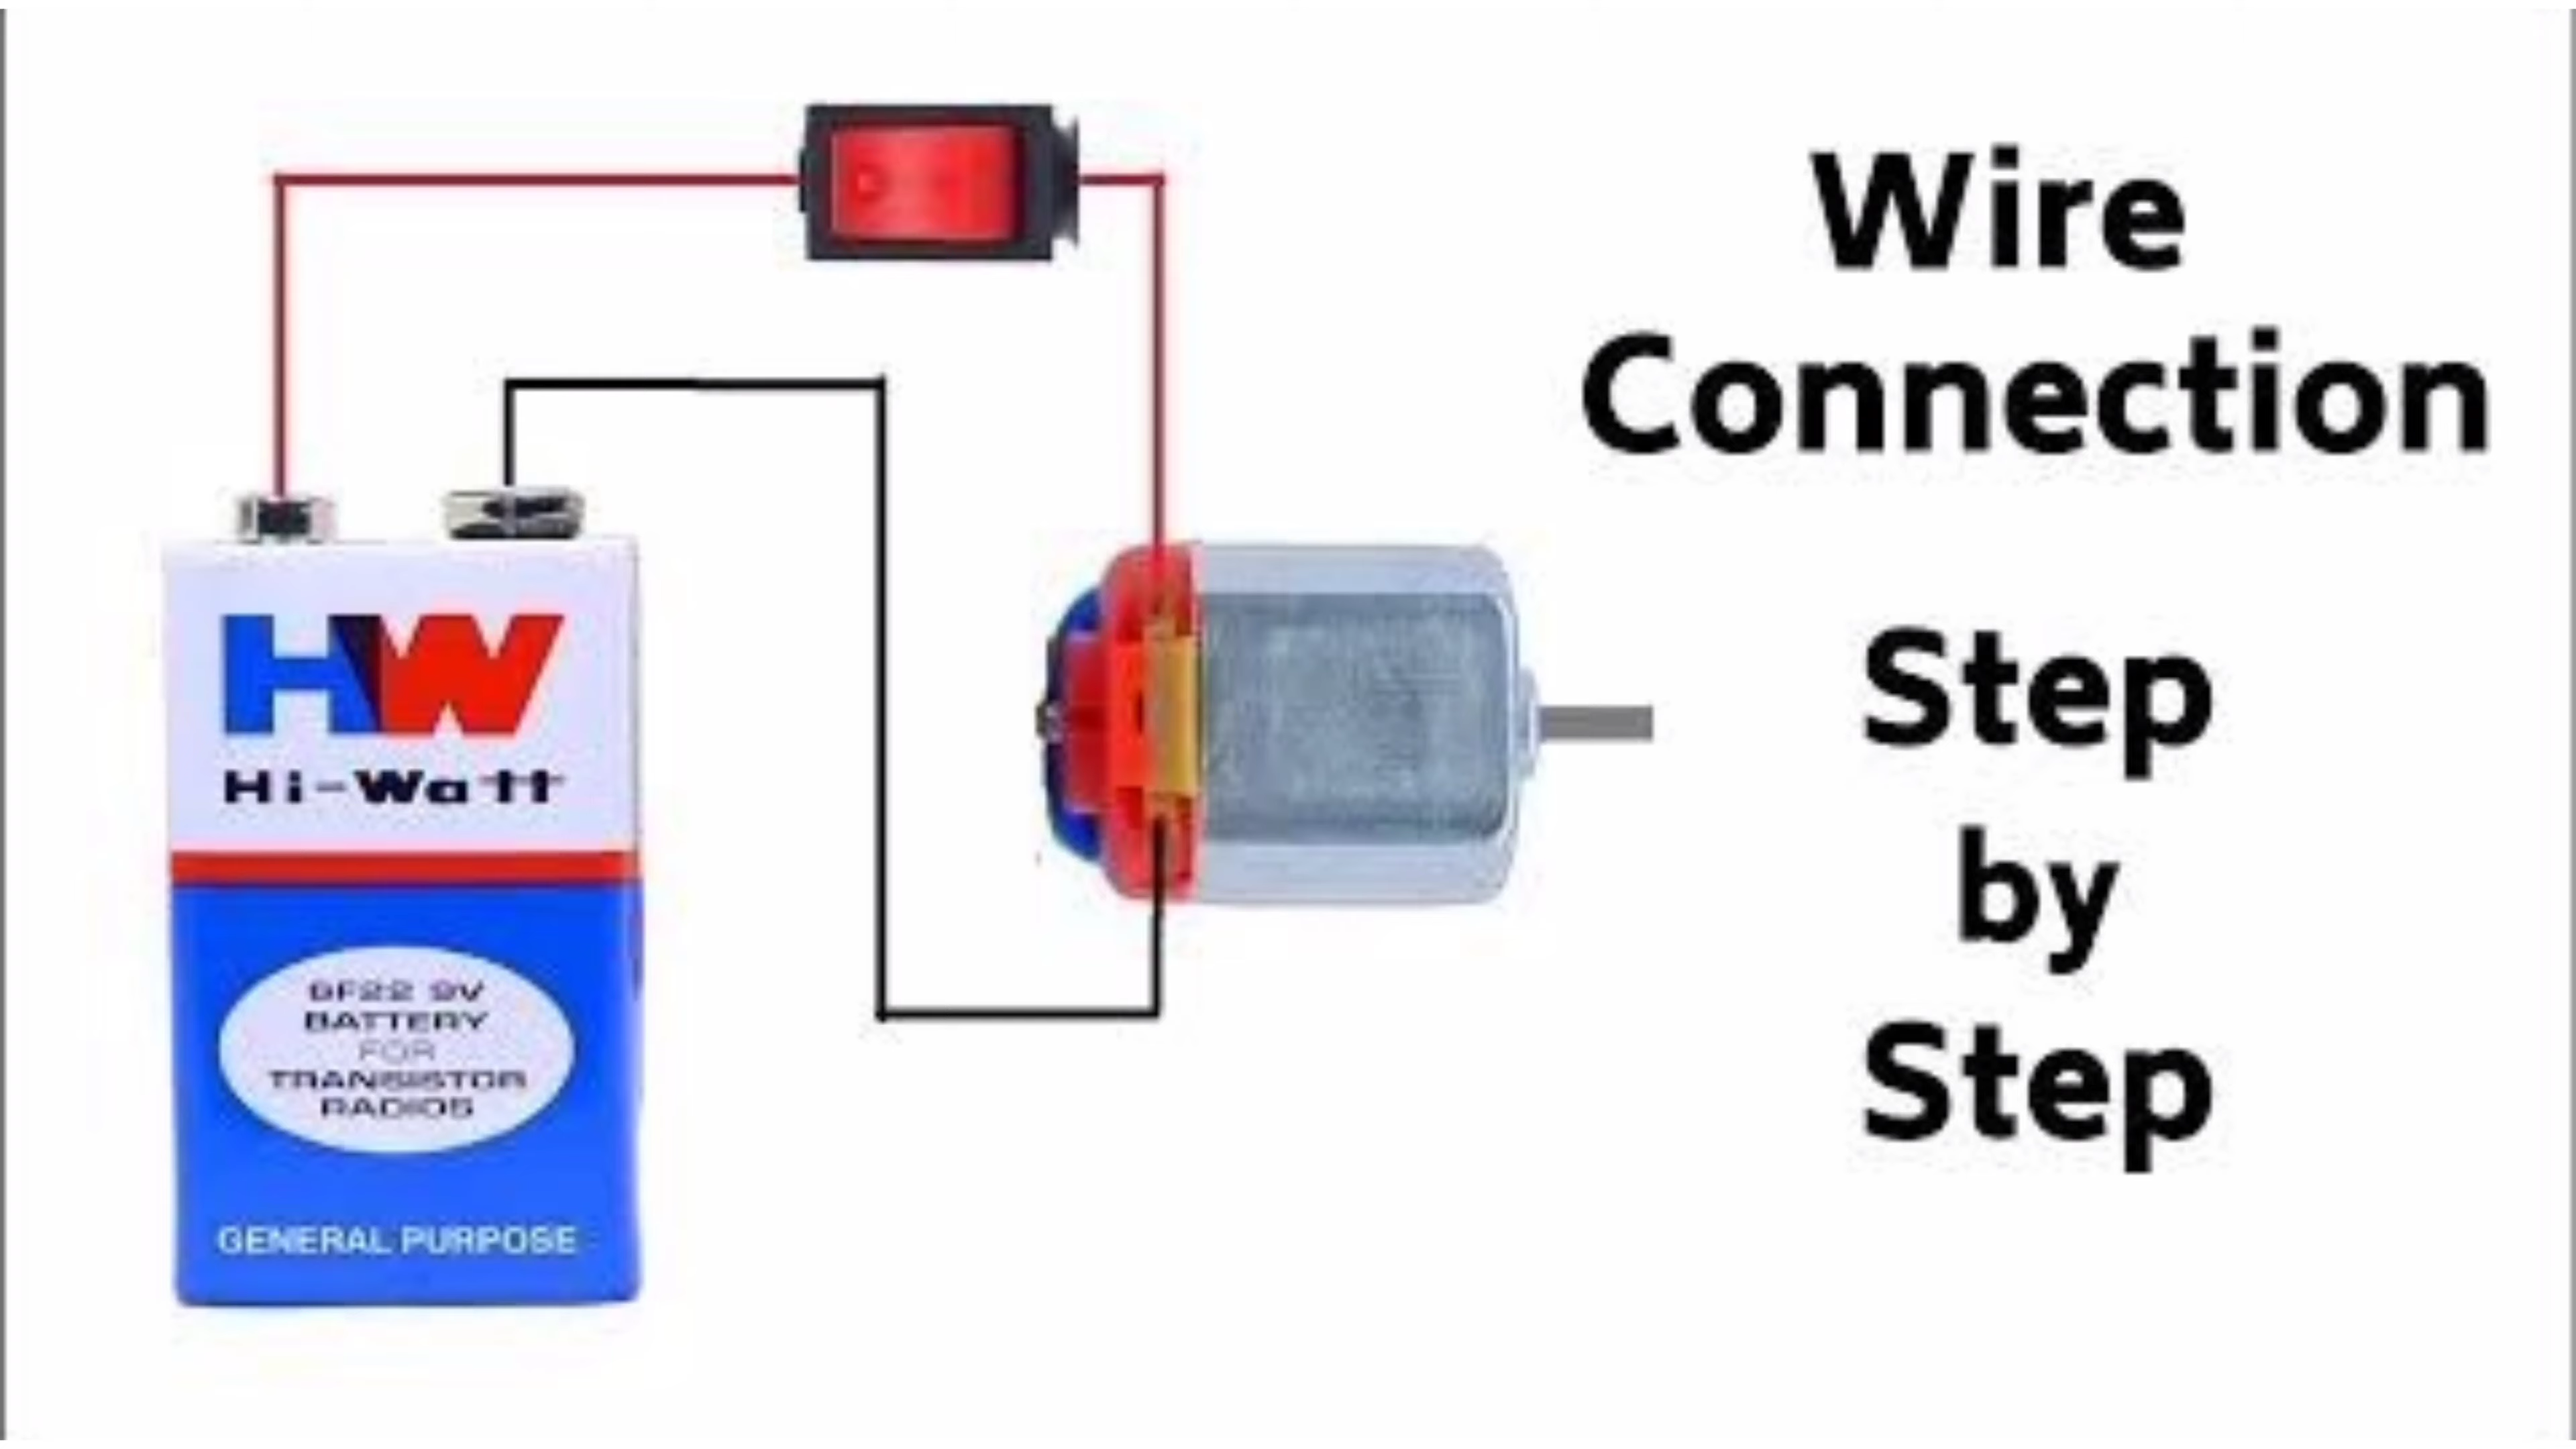 HW
Hi-Watt
6F22 9V
BATTERY
FOR
TRANSISTOR
RADIOS
GENERAL PURPOSE
Wire
Connection
Step
by
Step